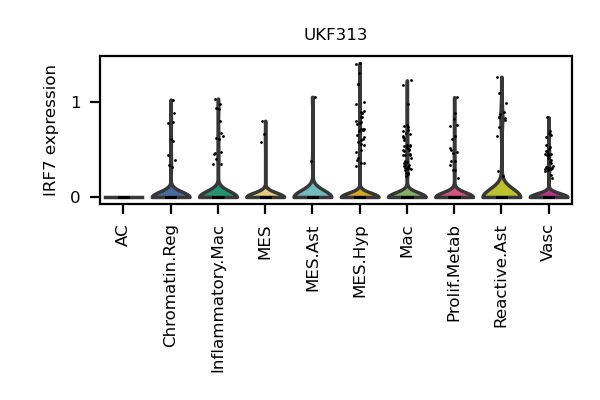 UKF313
IRF7 expression
1
0
AC
Chromatin.Reg
Inflammatory.Mac
MES
MES.Ast
MES.Hyp
Mac
Prolif.Metab
Reactive.Ast
Vasc